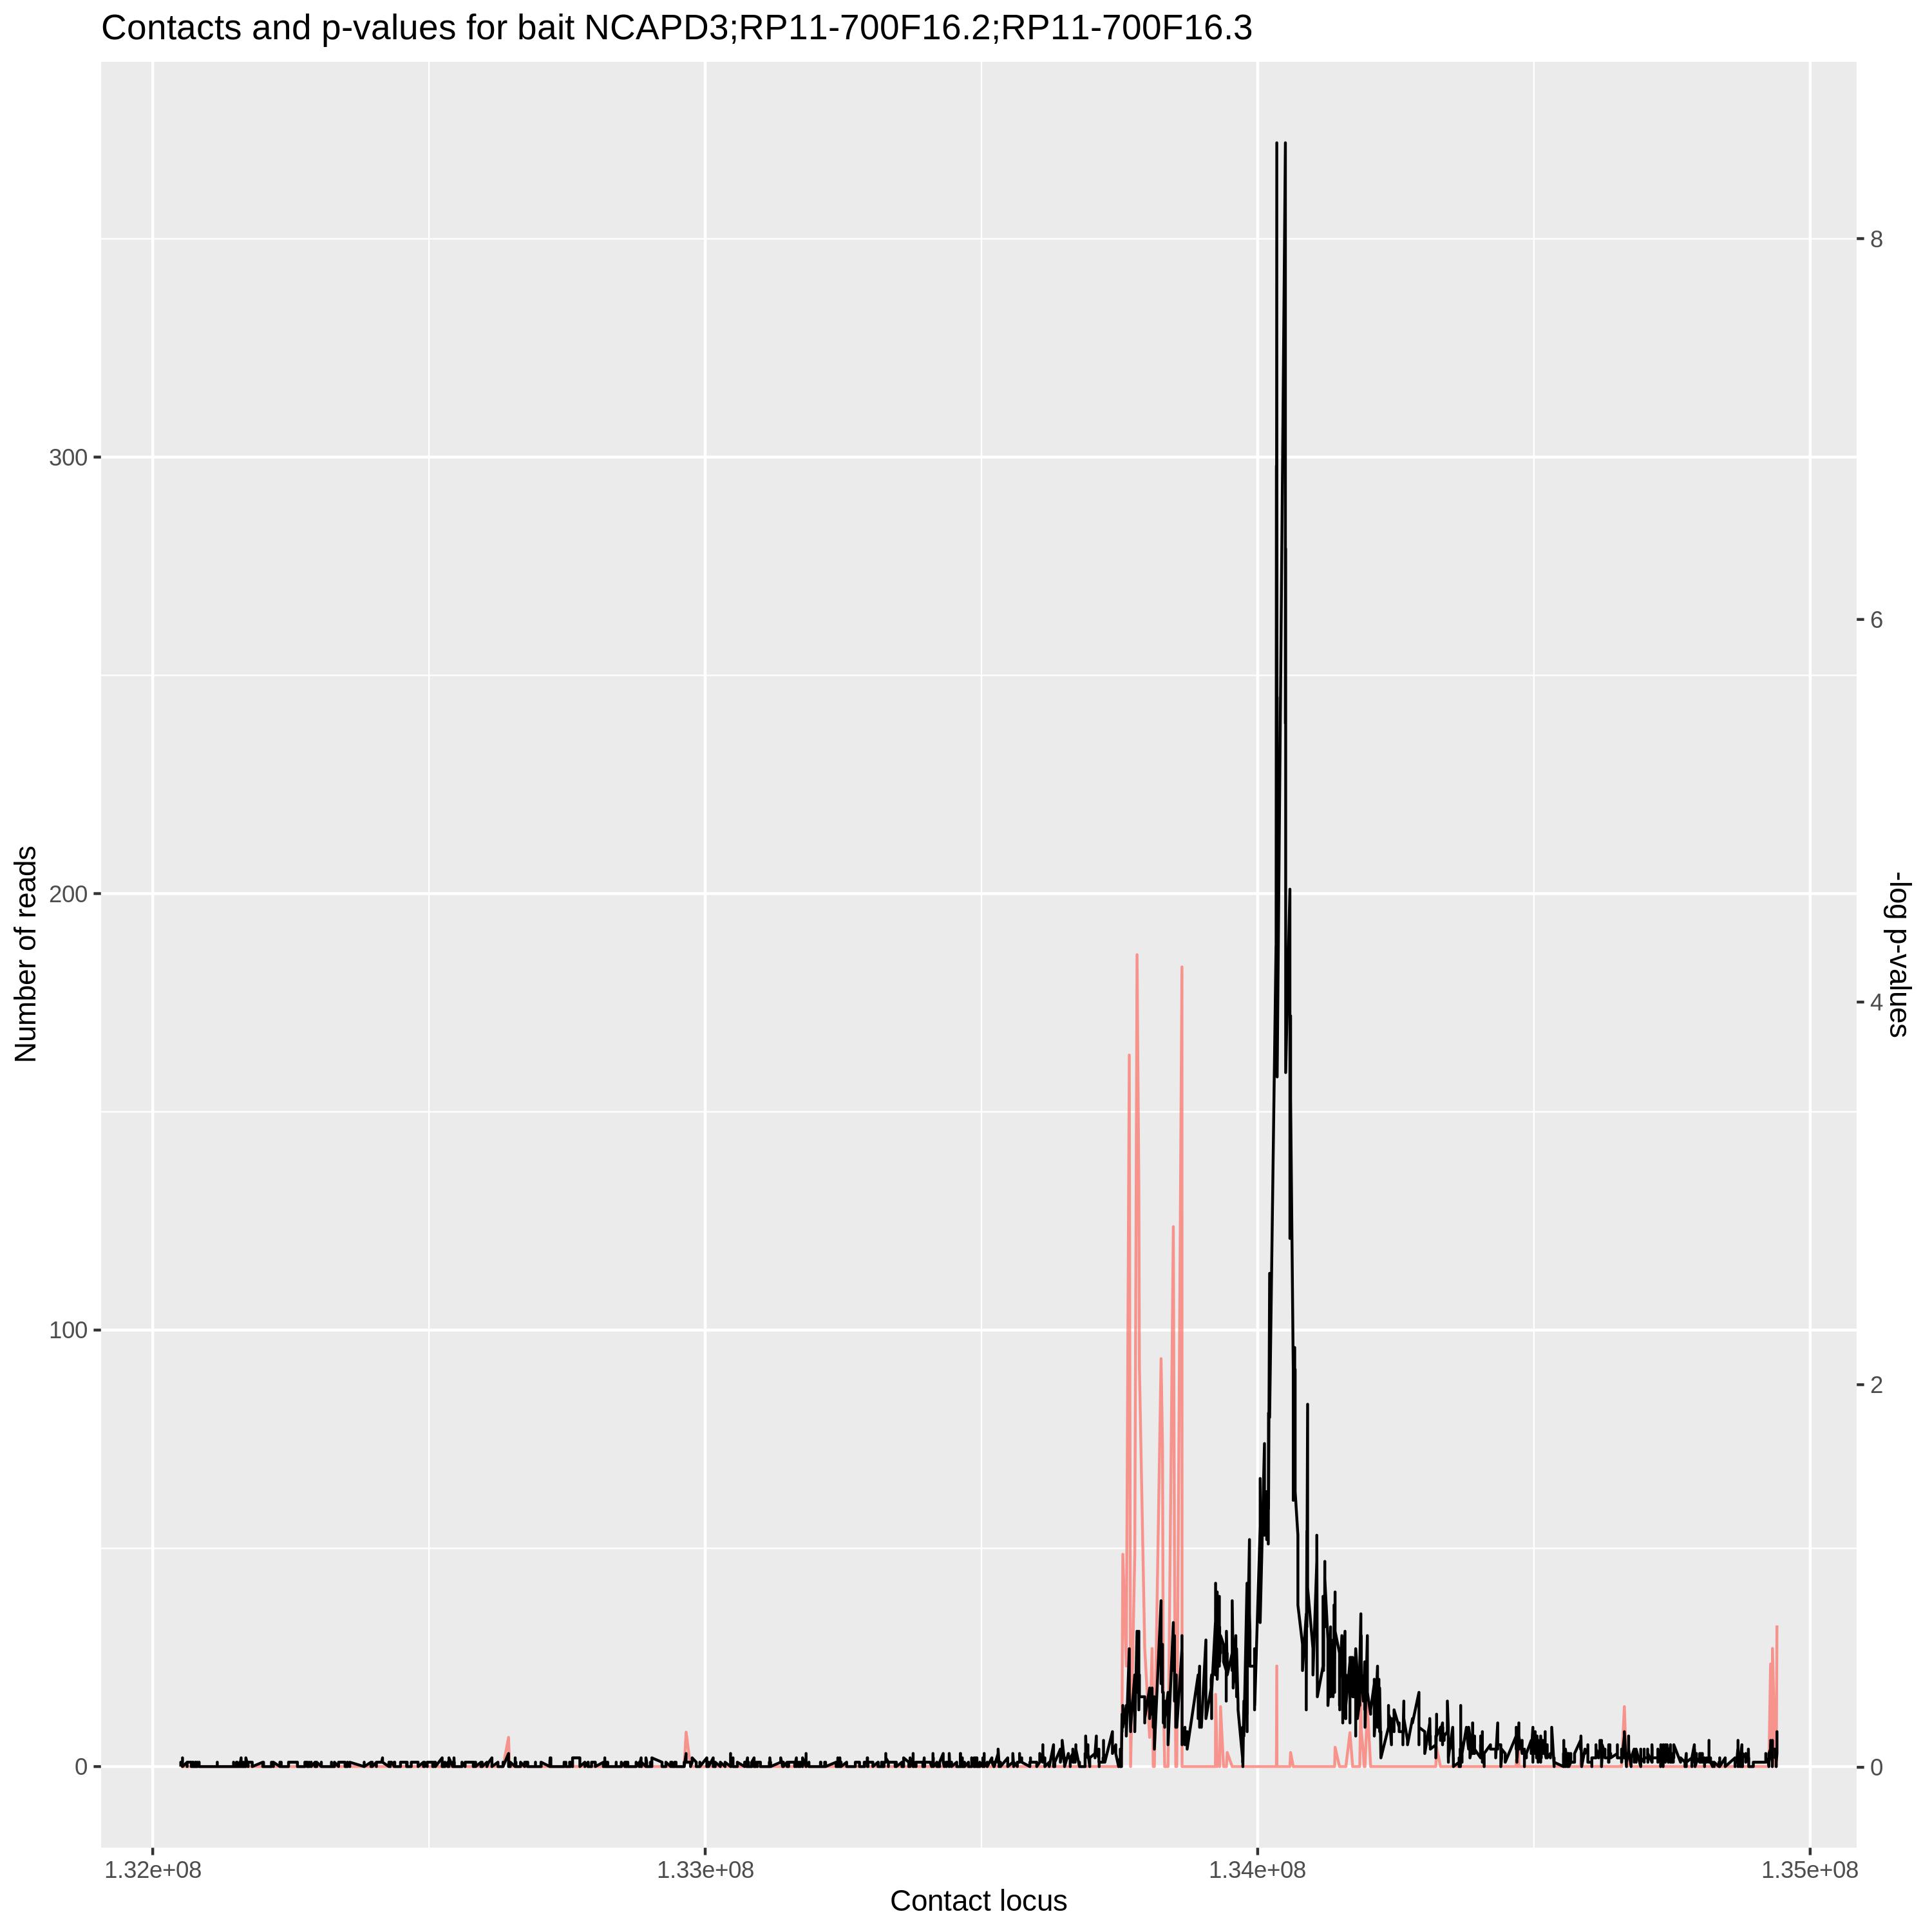 Contacts and p-values for bait NCAPD3;RP11-700F16.2;RP11-700F16.3
Number of reads
300
200
100
0
8
6
4
2
0
-log p-values
1.32e+08 1.33e+08 1.34e+08 1.35e+08
Contact locus